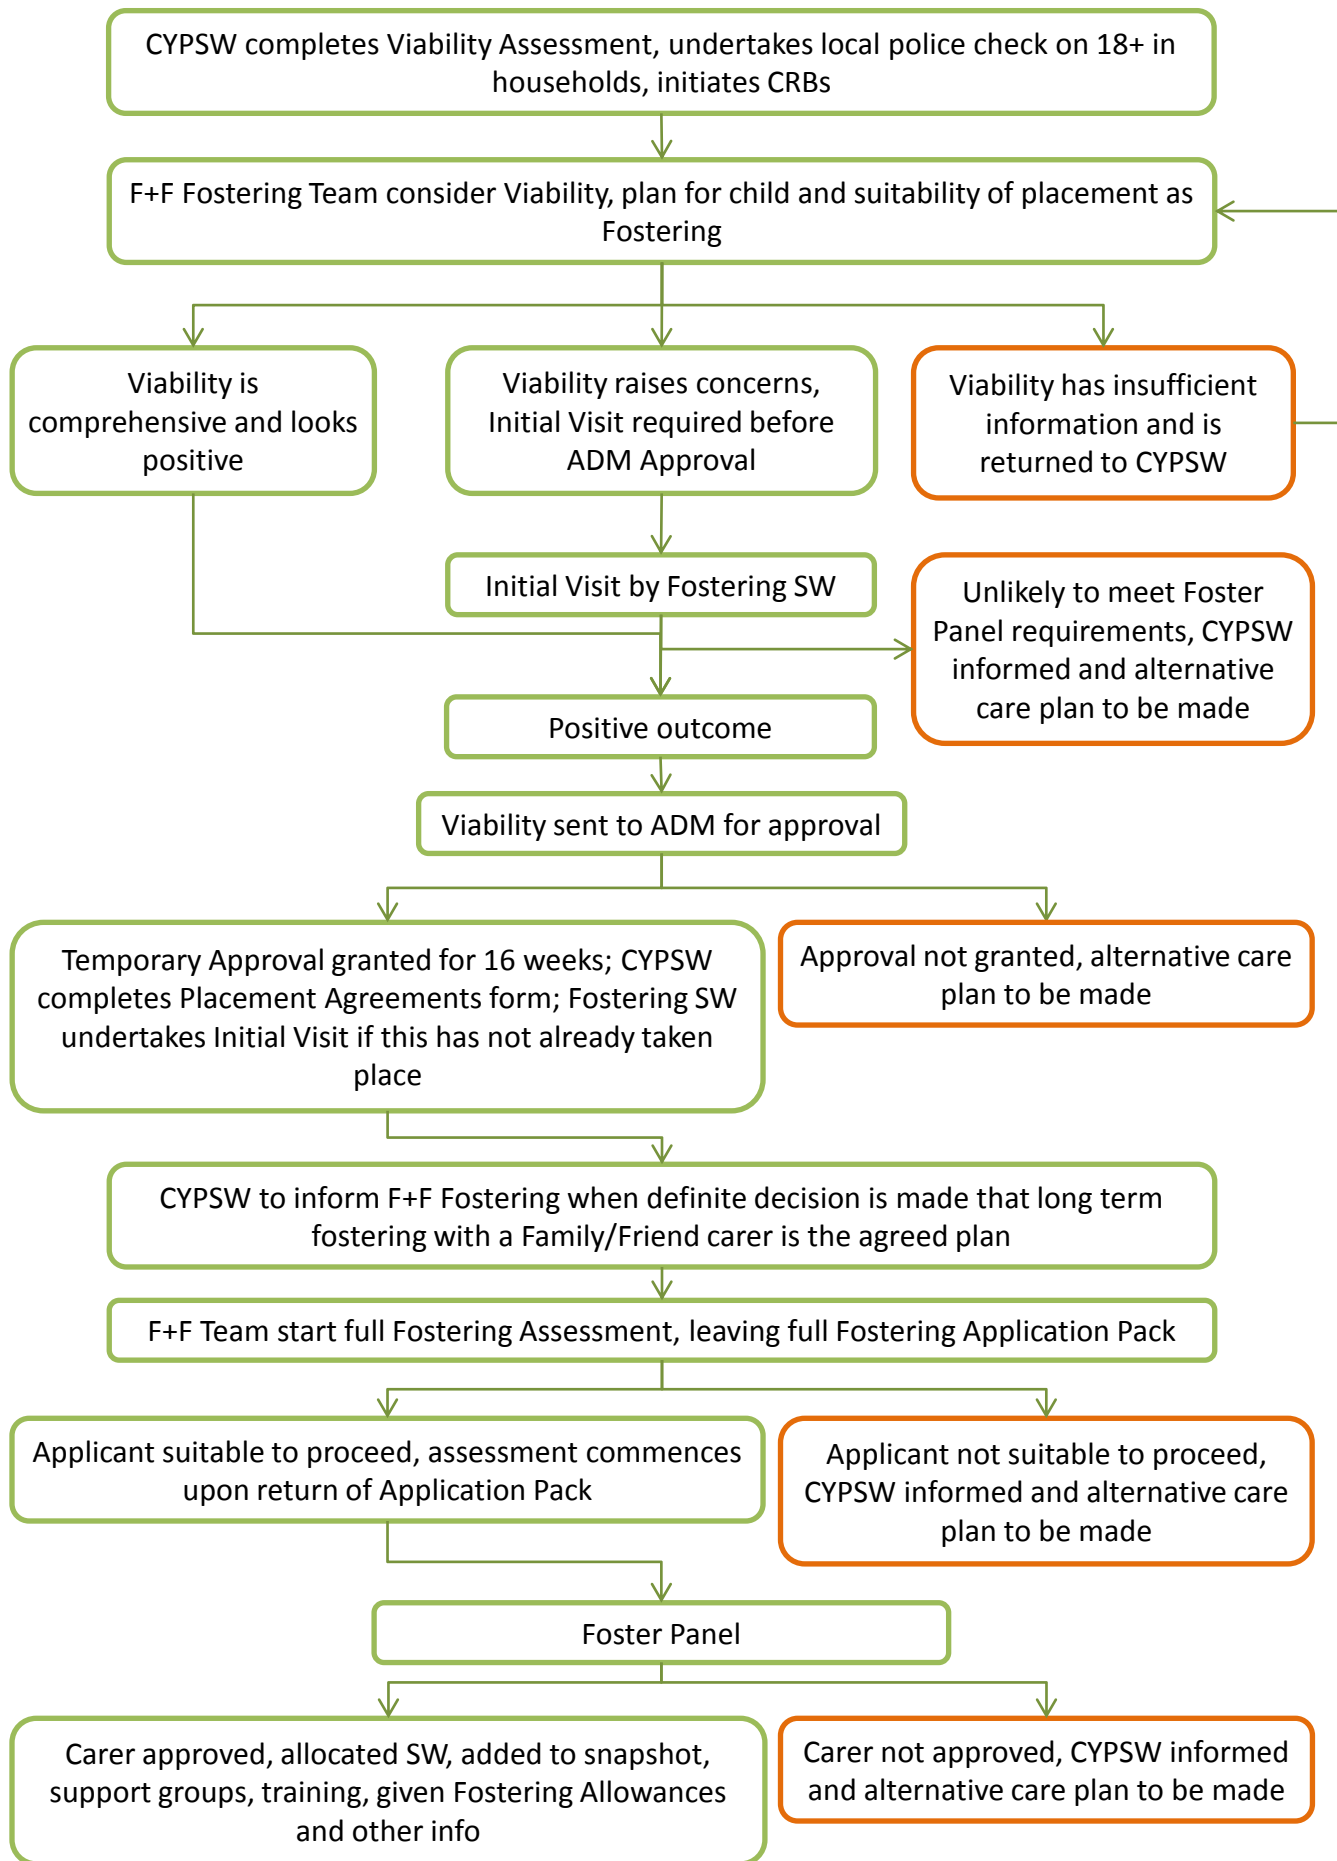 CYPSW completes Viability Assessment, undertakes local police check on 18+ in
households, initiates CRBs
F+F Fostering Team consider Viability, plan for child and suitability of placement as
Fostering
Viability is
comprehensive and looks
positive
Viability raises concerns,
Initial Visit required before
ADM Approval
Viability has insufficient
information and is
returned to CYPSW
Initial Visit by Fostering SW
Unlikely to meet Foster
Panel requirements, CYPSW
informed and alternative
care plan to be made
Positive outcome
Viability sent to ADM for approval
Temporary Approval granted for 16 weeks; CYPSW
completes Placement Agreements form; Fostering SW
undertakes Initial Visit if this has not already taken
place
Approval not granted, alternative care
plan to be made
CYPSW to inform F+F Fostering when definite decision is made that long term
fostering with a Family/Friend carer is the agreed plan
F+F Team start full Fostering Assessment, leaving full Fostering Application Pack
Applicant suitable to proceed, assessment commences
upon return of Application Pack
Applicant not suitable to proceed,
CYPSW informed and alternative care
plan to be made
Foster Panel
Carer approved, allocated SW, added to snapshot,
support groups, training, given Fostering Allowances
and other info
Carer not approved, CYPSW informed
and alternative care plan to be made